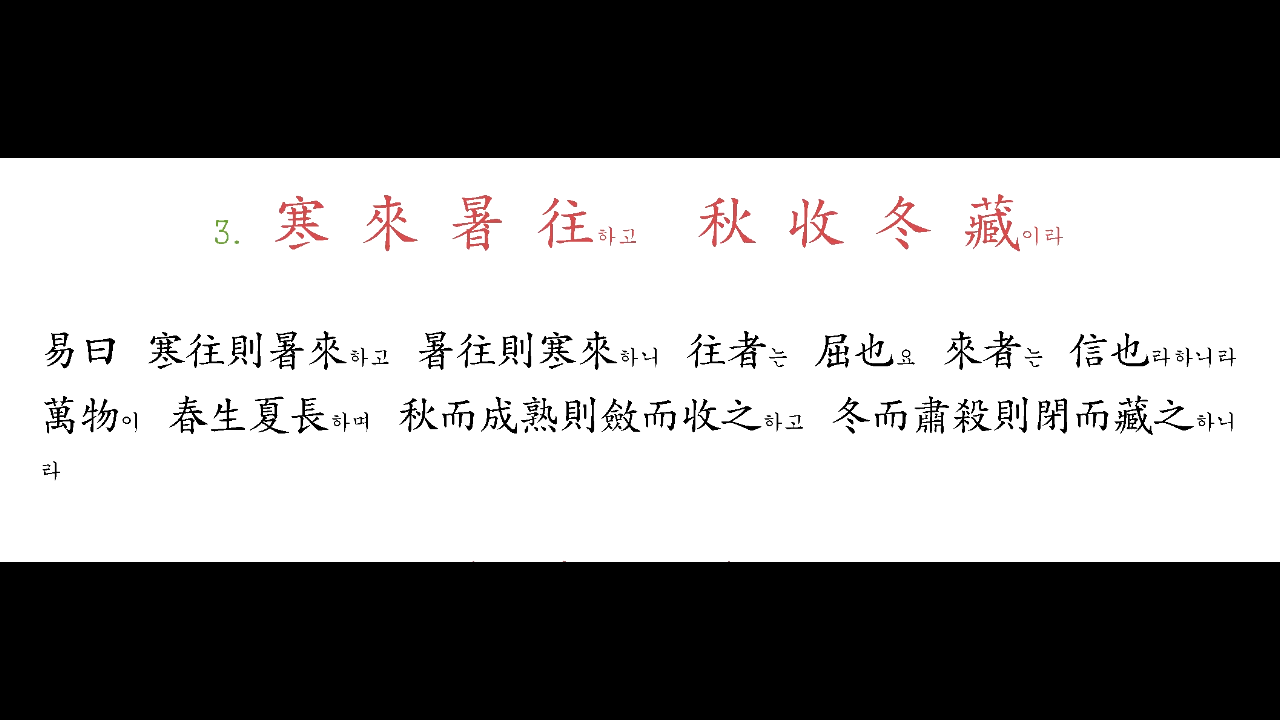 3. 寒 來 暑 往하고 秋 收 冬 藏이라
易曰 寒往則暑來하고 暑往則寒來하니 往者는 屈也요 來者는 信也라하니라
萬物이 春生夏長하며 秋而成熟則斂而收之하고 冬而肅殺則閉而藏之하니
라